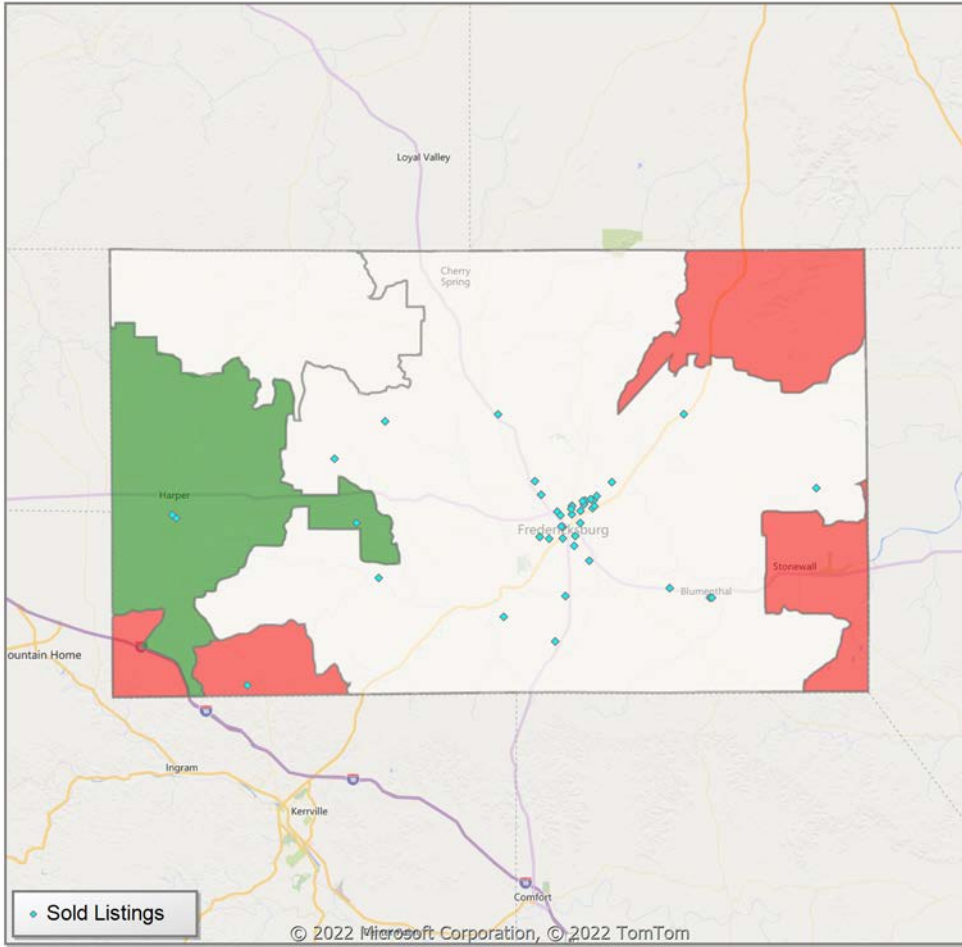 Loyal Valley
Cherry
Spring
Harper
Fredericksburg
Stonewall
Blumenthal
ountain Home
Ingram
Kerrville
Comfort
Sold Listings
© 2022 Microsoft Corporation, © 2022 TomTom